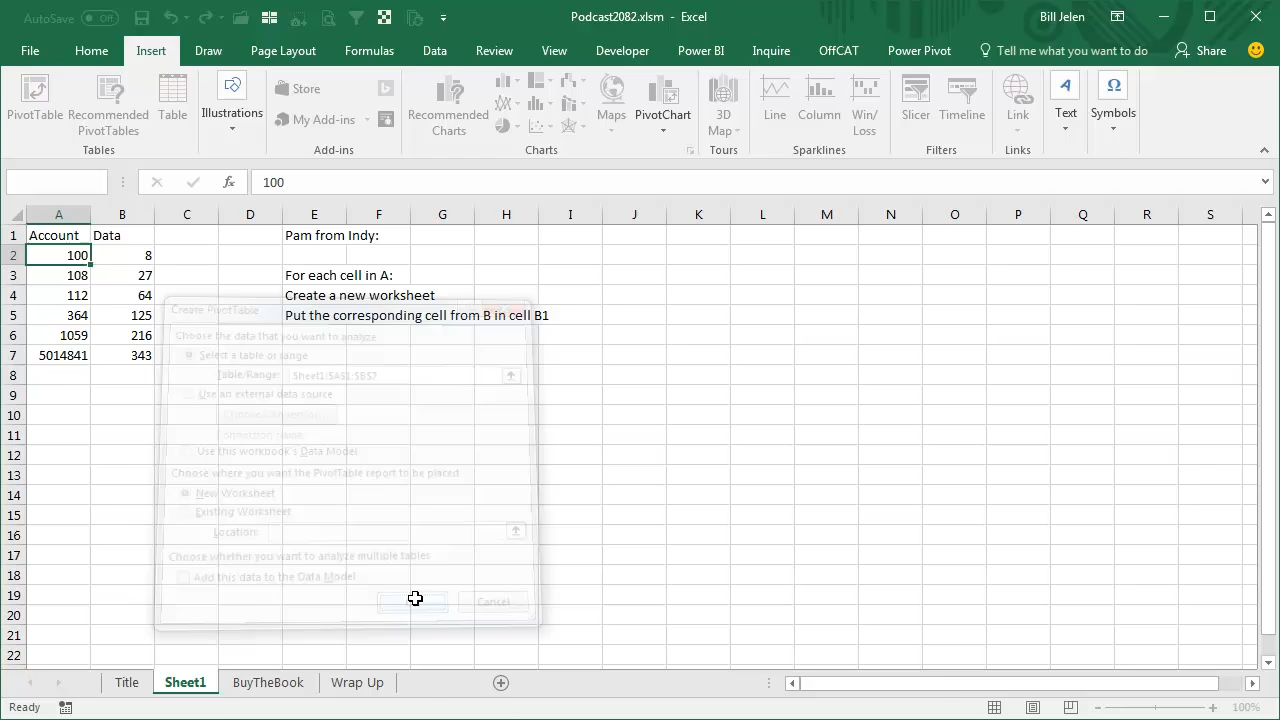 AutoSave Off
Podcast2082.xlsm - Excel
Bill Jelen
File Home Insert Draw Page Layout Formulas Data Review View Developer Power BI Inquire OffCAT Power Pivot Tell me what you want to do Share
PivotTable
Recommended PivotTables
Table
Tables
Illustrations
Store
My Add-ins
Add-ins
Recommended Charts
Maps
PivotChart
Charts
3D Map
Tours
Line
Column
Win/ Loss
Sparklines
Slicer
Timeline
Filters
Link
Links
Text
Symbols
fx 100
A B C D E F G H I J K L M N O P Q R S
1 Account Data Pam from Indy:
2 100 8
3 108 27 For each cell in A:
4 112 64 Create a new worksheet
5 364 125 Put the corresponding cell from B in cell B1
6 1059 216
7 5014841 343
8
9
10
11
12
13
14
15
16
17
18
19
20
21
22
Create PivotTable
Choose the data that you want to analyze
Select a table or range
Table/Range: Sheet1!$A$1:$B$7
Use an external data source
Choose Connection...
Connection name:
Use this workbook's Data Model
Choose where you want the PivotTable report to be placed
New Worksheet
Existing Worksheet
Location:
Choose whether you want to analyze multiple tables
Add this data to the Data Model
Cancel
Title Sheet1 BuyTheBook Wrap Up
Ready
100%